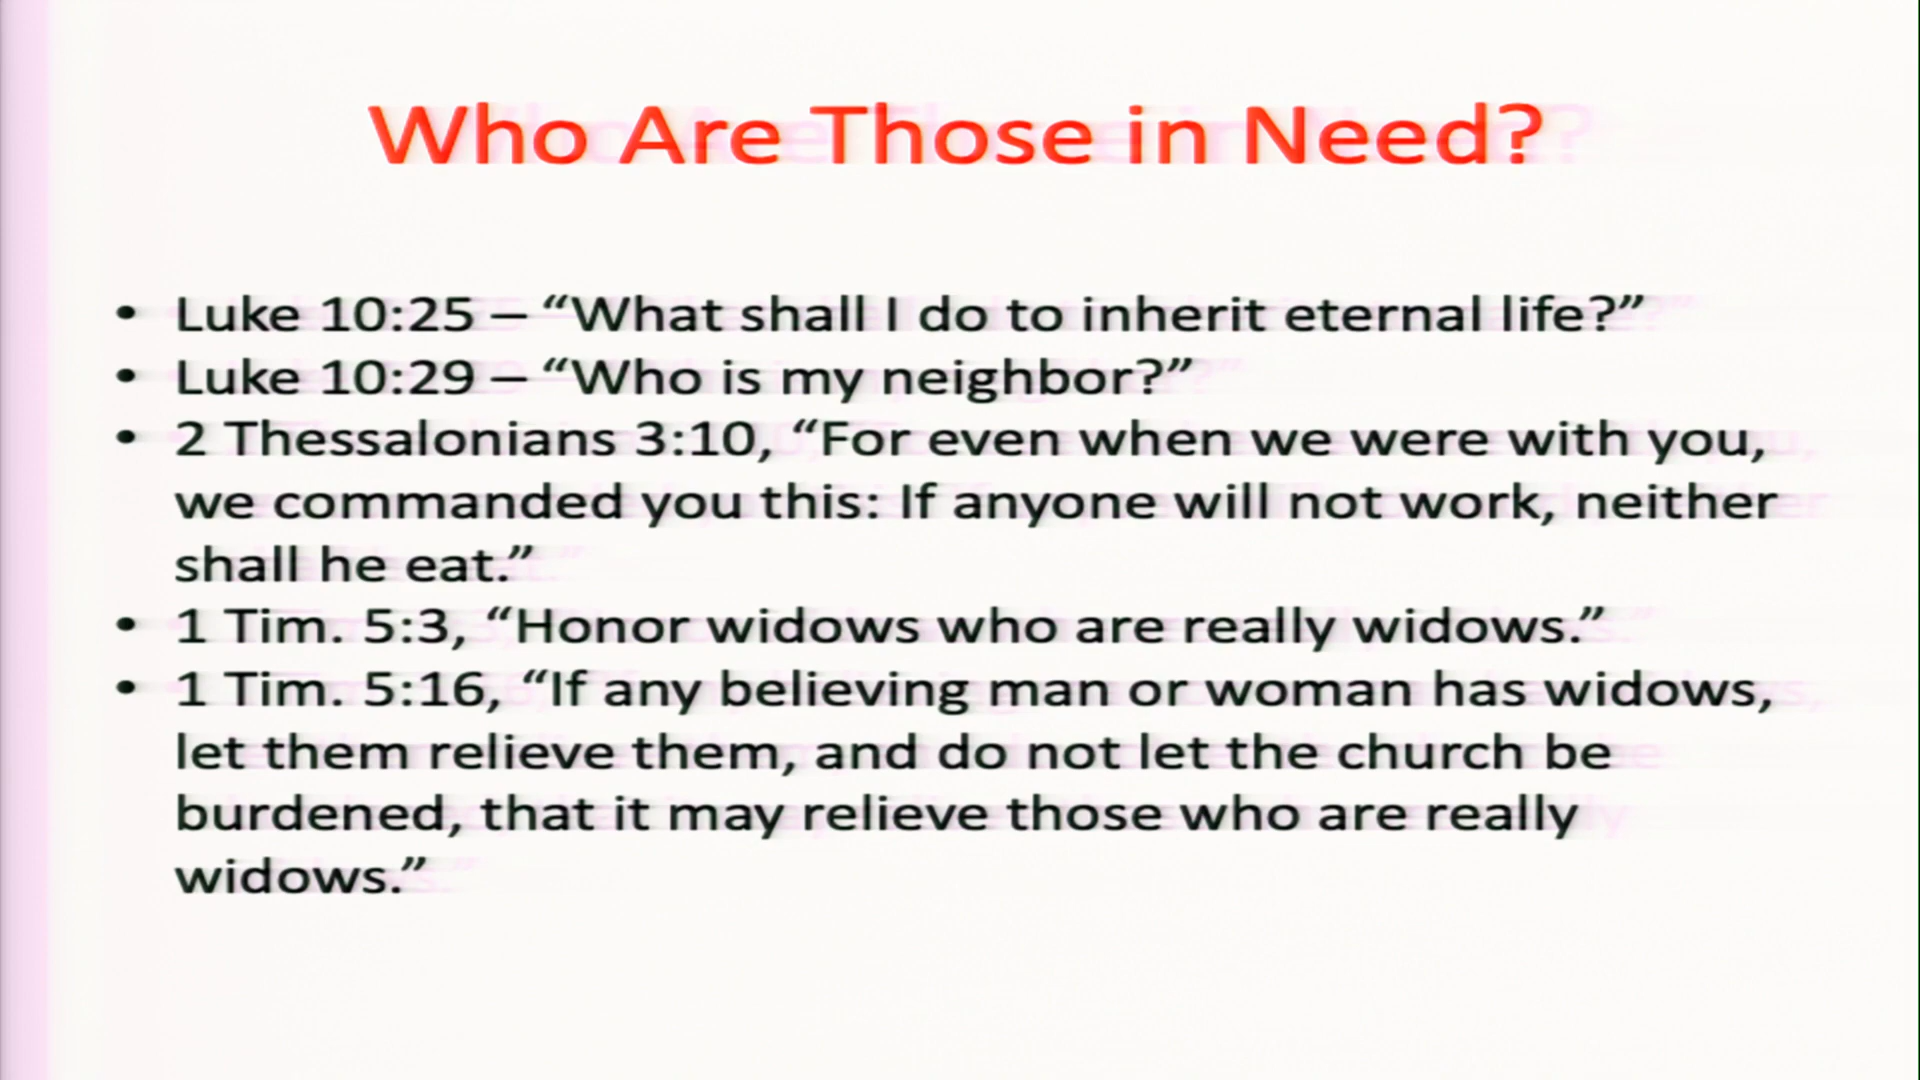 Who Are Those in Need?
• Luke 10:25 – “What shall I do to inherit eternal life?”
• Luke 10:29 – “Who is my neighbor?”
• 2 Thessalonians 3:10, “For even when we were with you,
we commanded you this: If anyone will not work, neither
shall he eat.”
• 1 Tim. 5:3, “Honor widows who are really widows.”
• 1 Tim. 5:16, “If any believing man or woman has widows,
let them relieve them, and do not let the church be
burdened, that it may relieve those who are really
widows.”